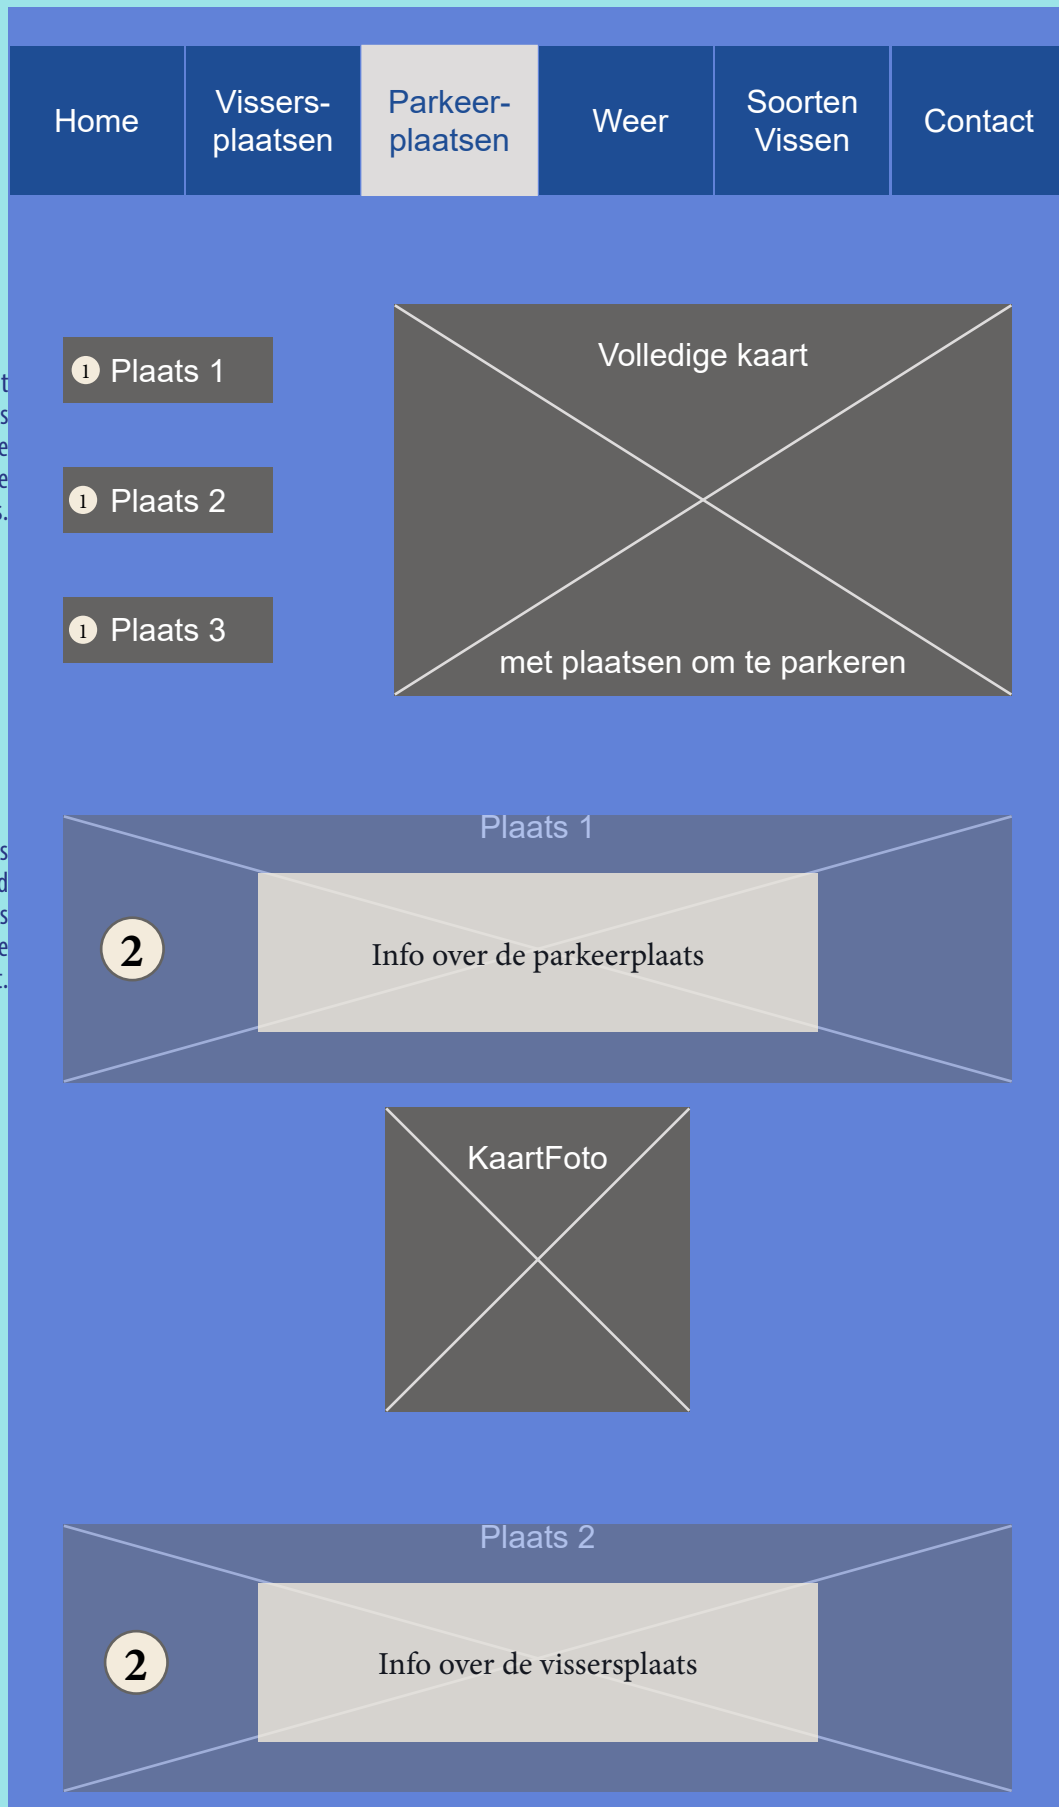 Home
Vissers-
plaatsen
Parkeer-
plaatsen
Weer
Soorten
Vissen
Contact
1 Plaats 1
1 Plaats 2
1 Plaats 3
Volledige kaart
met plaatsen om te parkeren
Plaats 1
2
Info over de parkeerplaats
KaartFoto
Plaats 2
2
Info over de vissersplaats